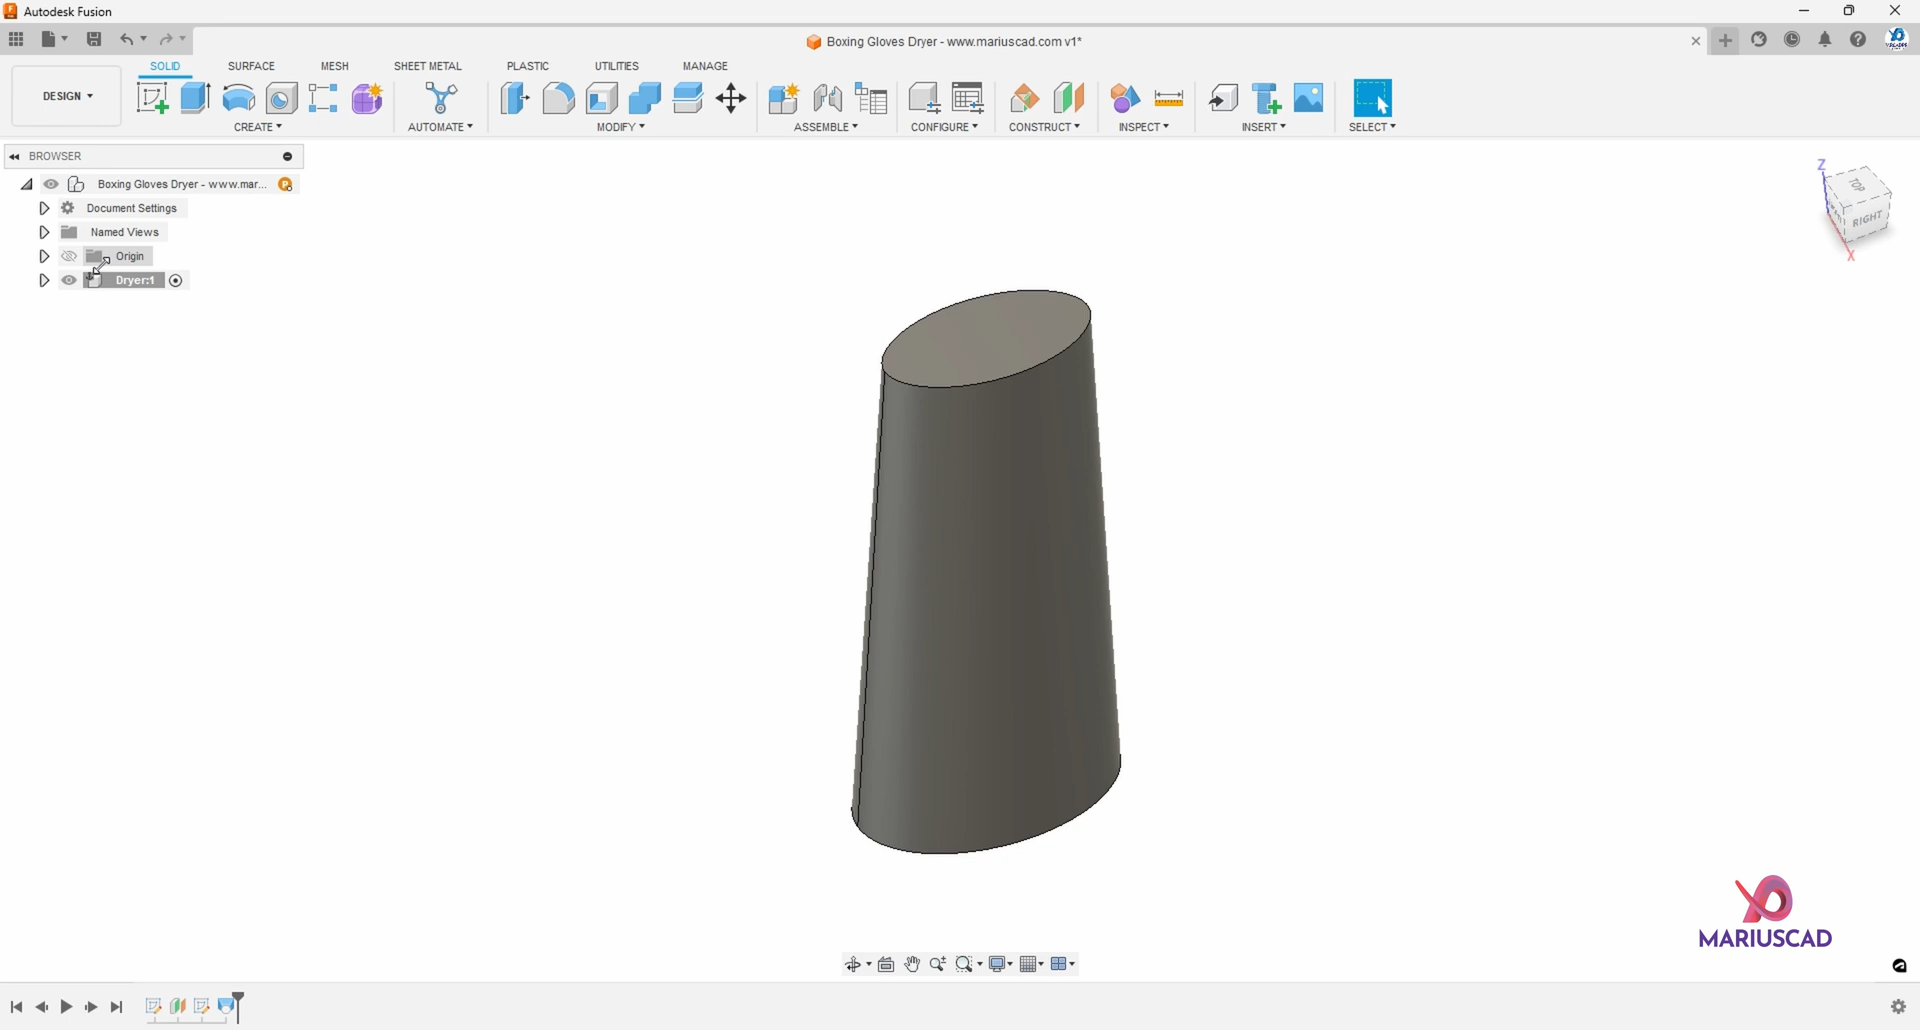 Autodesk Fusion
Boxing Gloves Dryer - www.mariuscad.com v1*
SOLID SURFACE MESH SHEET METAL PLASTIC UTILITIES MANAGE
DESIGN
CREATE AUTOMATE MODIFY ASSEMBLE CONFIGURE CONSTRUCT INSPECT INSERT SELECT
BROWSER
Boxing Gloves Dryer - www.mar...
Document Settings
Named Views
Origin
Dryer:1
Z
TOP
RIGHT
X
MARIUSCAD